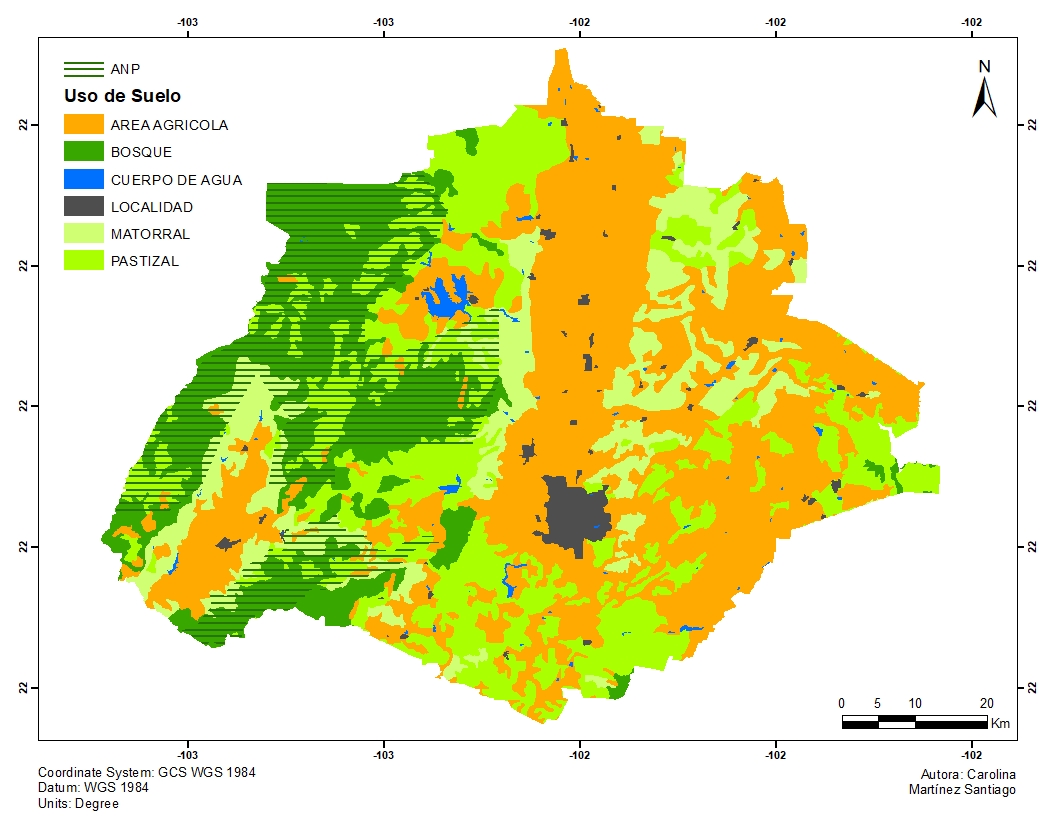 -103 -103 -102 -102 -102
N
ANP
Uso de Suelo
AREA AGRICOLA
BOSQUE
CUERPO DE AGUA
LOCALIDAD
MATORRAL
PASTIZAL
22 22
22 22
22 22
22 22
22 22
0 5 10 20
Km
-103 -103 -102 -102 -102
Coordinate System: GCS WGS 1984
Datum: WGS 1984
Units: Degree
Autora: Carolina
Martínez Santiago